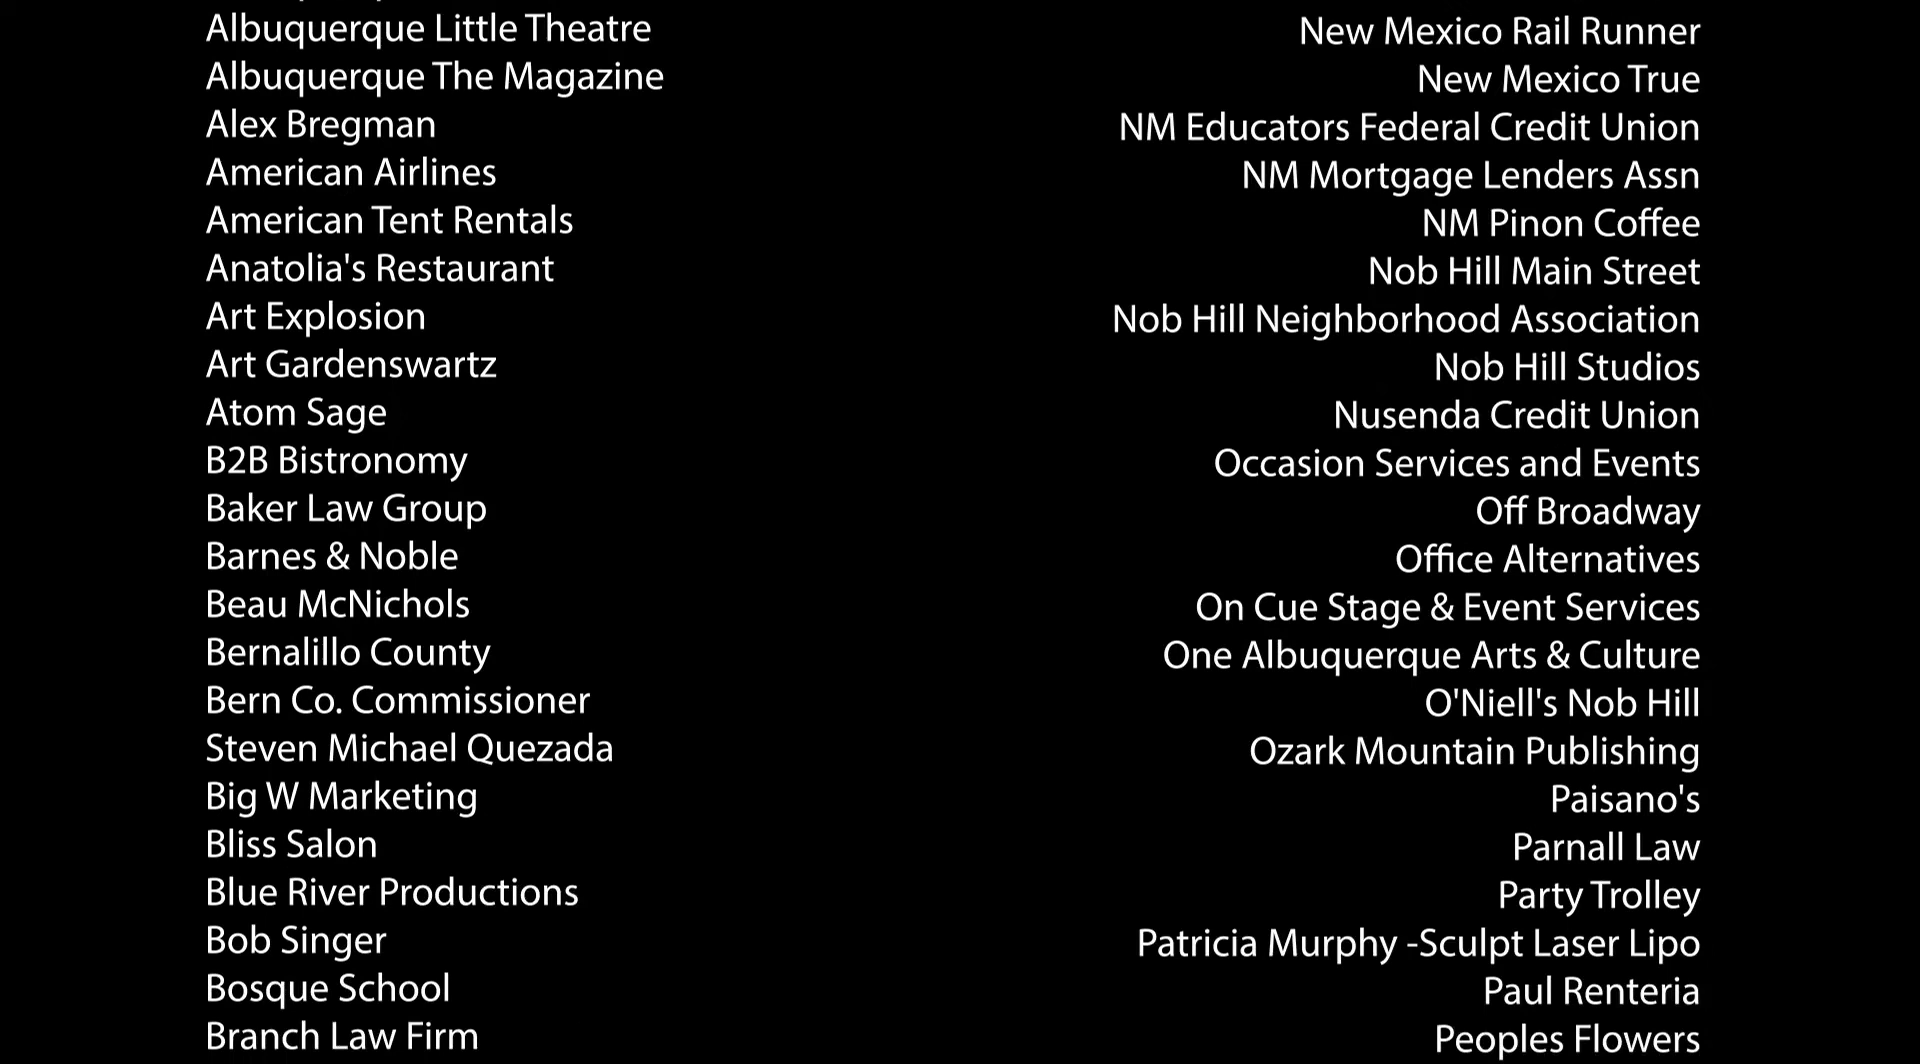 Albuquerque Little Theatre
Albuquerque The Magazine
Alex Bregman
American Airlines
American Tent Rentals
Anatolia's Restaurant
Art Explosion
Art Gardenswartz
Atom Sage
B2B Bistronomy
Baker Law Group
Barnes & Noble
Beau McNichols
Bernalillo County
Bern Co. Commissioner
Steven Michael Quezada
Big W Marketing
Bliss Salon
Blue River Productions
Bob Singer
Bosque School
Branch Law Firm
New Mexico Rail Runner
New Mexico True
NM Educators Federal Credit Union
NM Mortgage Lenders Assn
NM Pinon Coffee
Nob Hill Main Street
Nob Hill Neighborhood Association
Nob Hill Studios
Nusenda Credit Union
Occasion Services and Events
Off Broadway
Office Alternatives
On Cue Stage & Event Services
One Albuquerque Arts & Culture
O'Niell's Nob Hill
Ozark Mountain Publishing
Paisano's
Parnall Law
Party Trolley
Patricia Murphy -Sculpt Laser Lipo
Paul Renteria
Peoples Flowers